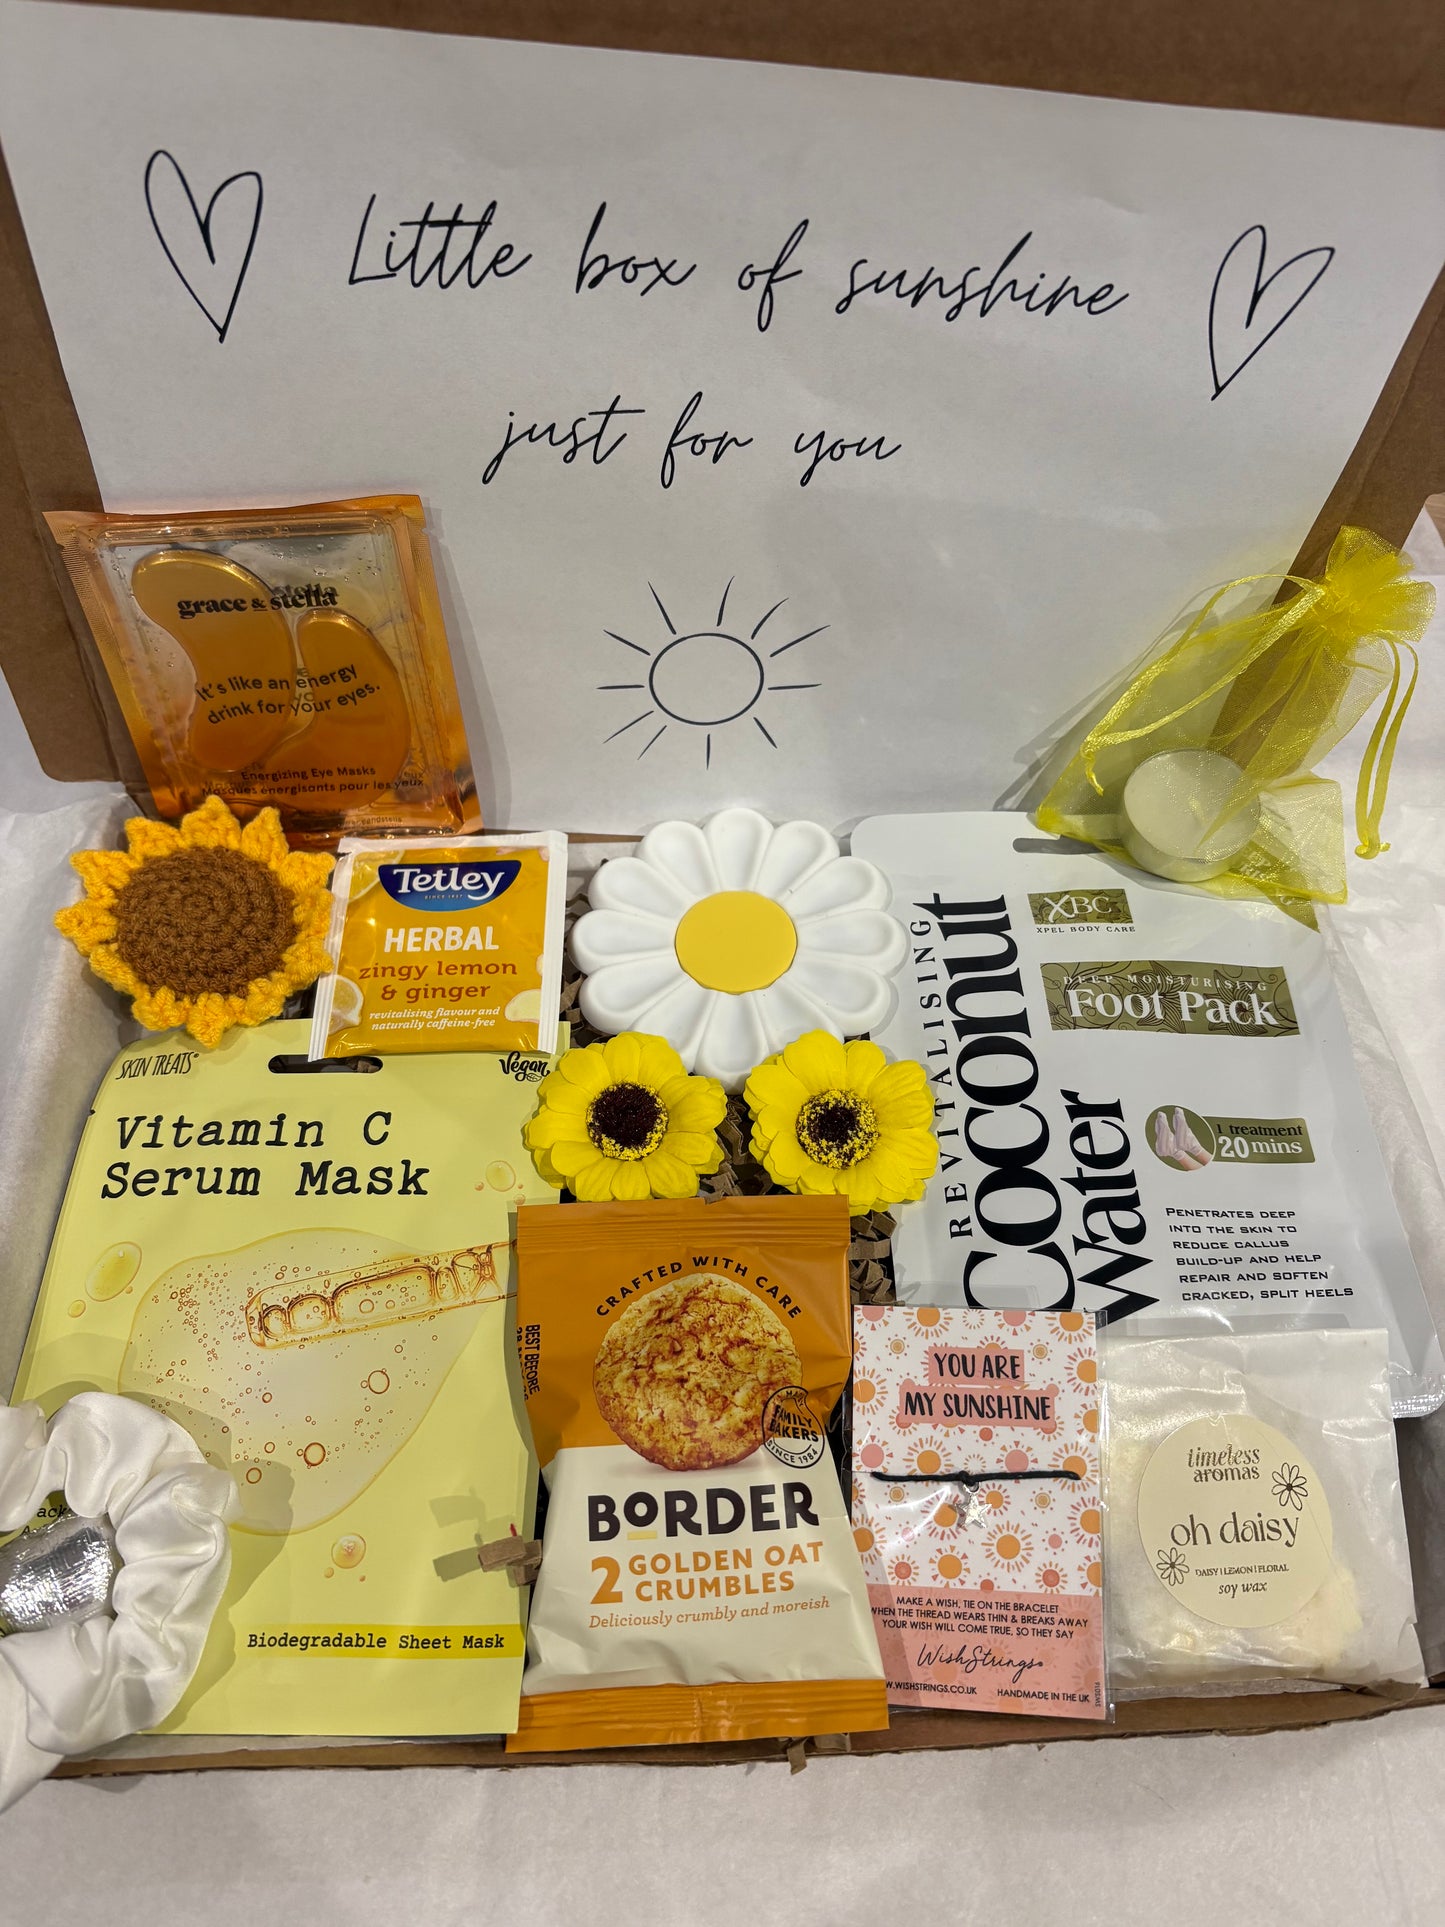 Little box of sunshine
just for you
grace & stella
It's like an energy
drink for your eyes.
Energizing Eye Masks
Masques énergisants pour les yeux
Tetley
SINCE 1837
HERBAL
zingy lemon
& ginger
revitalising flavour and
naturally caffeine-free
XBC
XPEL BODY CARE
REVITALISING
Coconut
Water
DEEP MOISTURISING
Foot Pack
1 treatment
20 mins
PENETRATES DEEP
INTO THE SKIN TO
REDUCE CALLUS
BUILD-UP AND HELP
REPAIR AND SOFTEN
CRACKED, SPLIT HEELS
SKIN TREATS
Vegan
Vitamin C
Serum Mask
Biodegradable Sheet Mask
CRAFTED WITH CARE
BEST BEFORE
FAMILY
BAKERS
SINCE 1984
BORDER
2 GOLDEN OAT
CRUMBLES
Deliciously crumbly and moreish
YOU ARE
MY SUNSHINE
MAKE A WISH, TIE ON THE BRACELET
WHEN THE THREAD WEARS THIN & BREAKS AWAY
YOUR WISH WILL COME TRUE, SO THEY SAY
WishStrings
W.WISHSTRINGS.CO.UK HANDMADE IN THE UK
timeless
aromas
oh daisy
DAISY | LEMON | FLORAL
soy wax